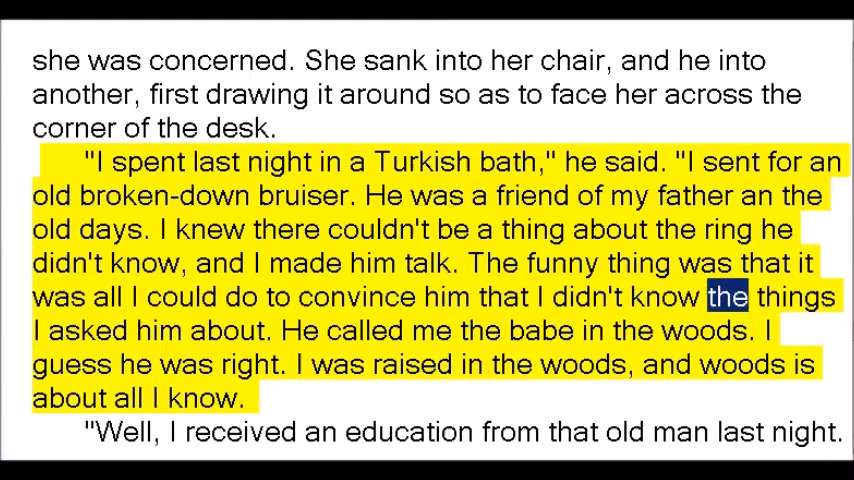 she was concerned. She sank into her chair, and he into
another, first drawing it around so as to face her across the
corner of the desk.
"I spent last night in a Turkish bath," he said. "I sent for an
old broken-down bruiser. He was a friend of my father an the
old days. I knew there couldn't be a thing about the ring he
didn't know, and I made him talk. The funny thing was that it
was all I could do to convince him that I didn't know the things
I asked him about. He called me the babe in the woods. I
guess he was right. I was raised in the woods, and woods is
about all I know.
"Well, I received an education from that old man last night.